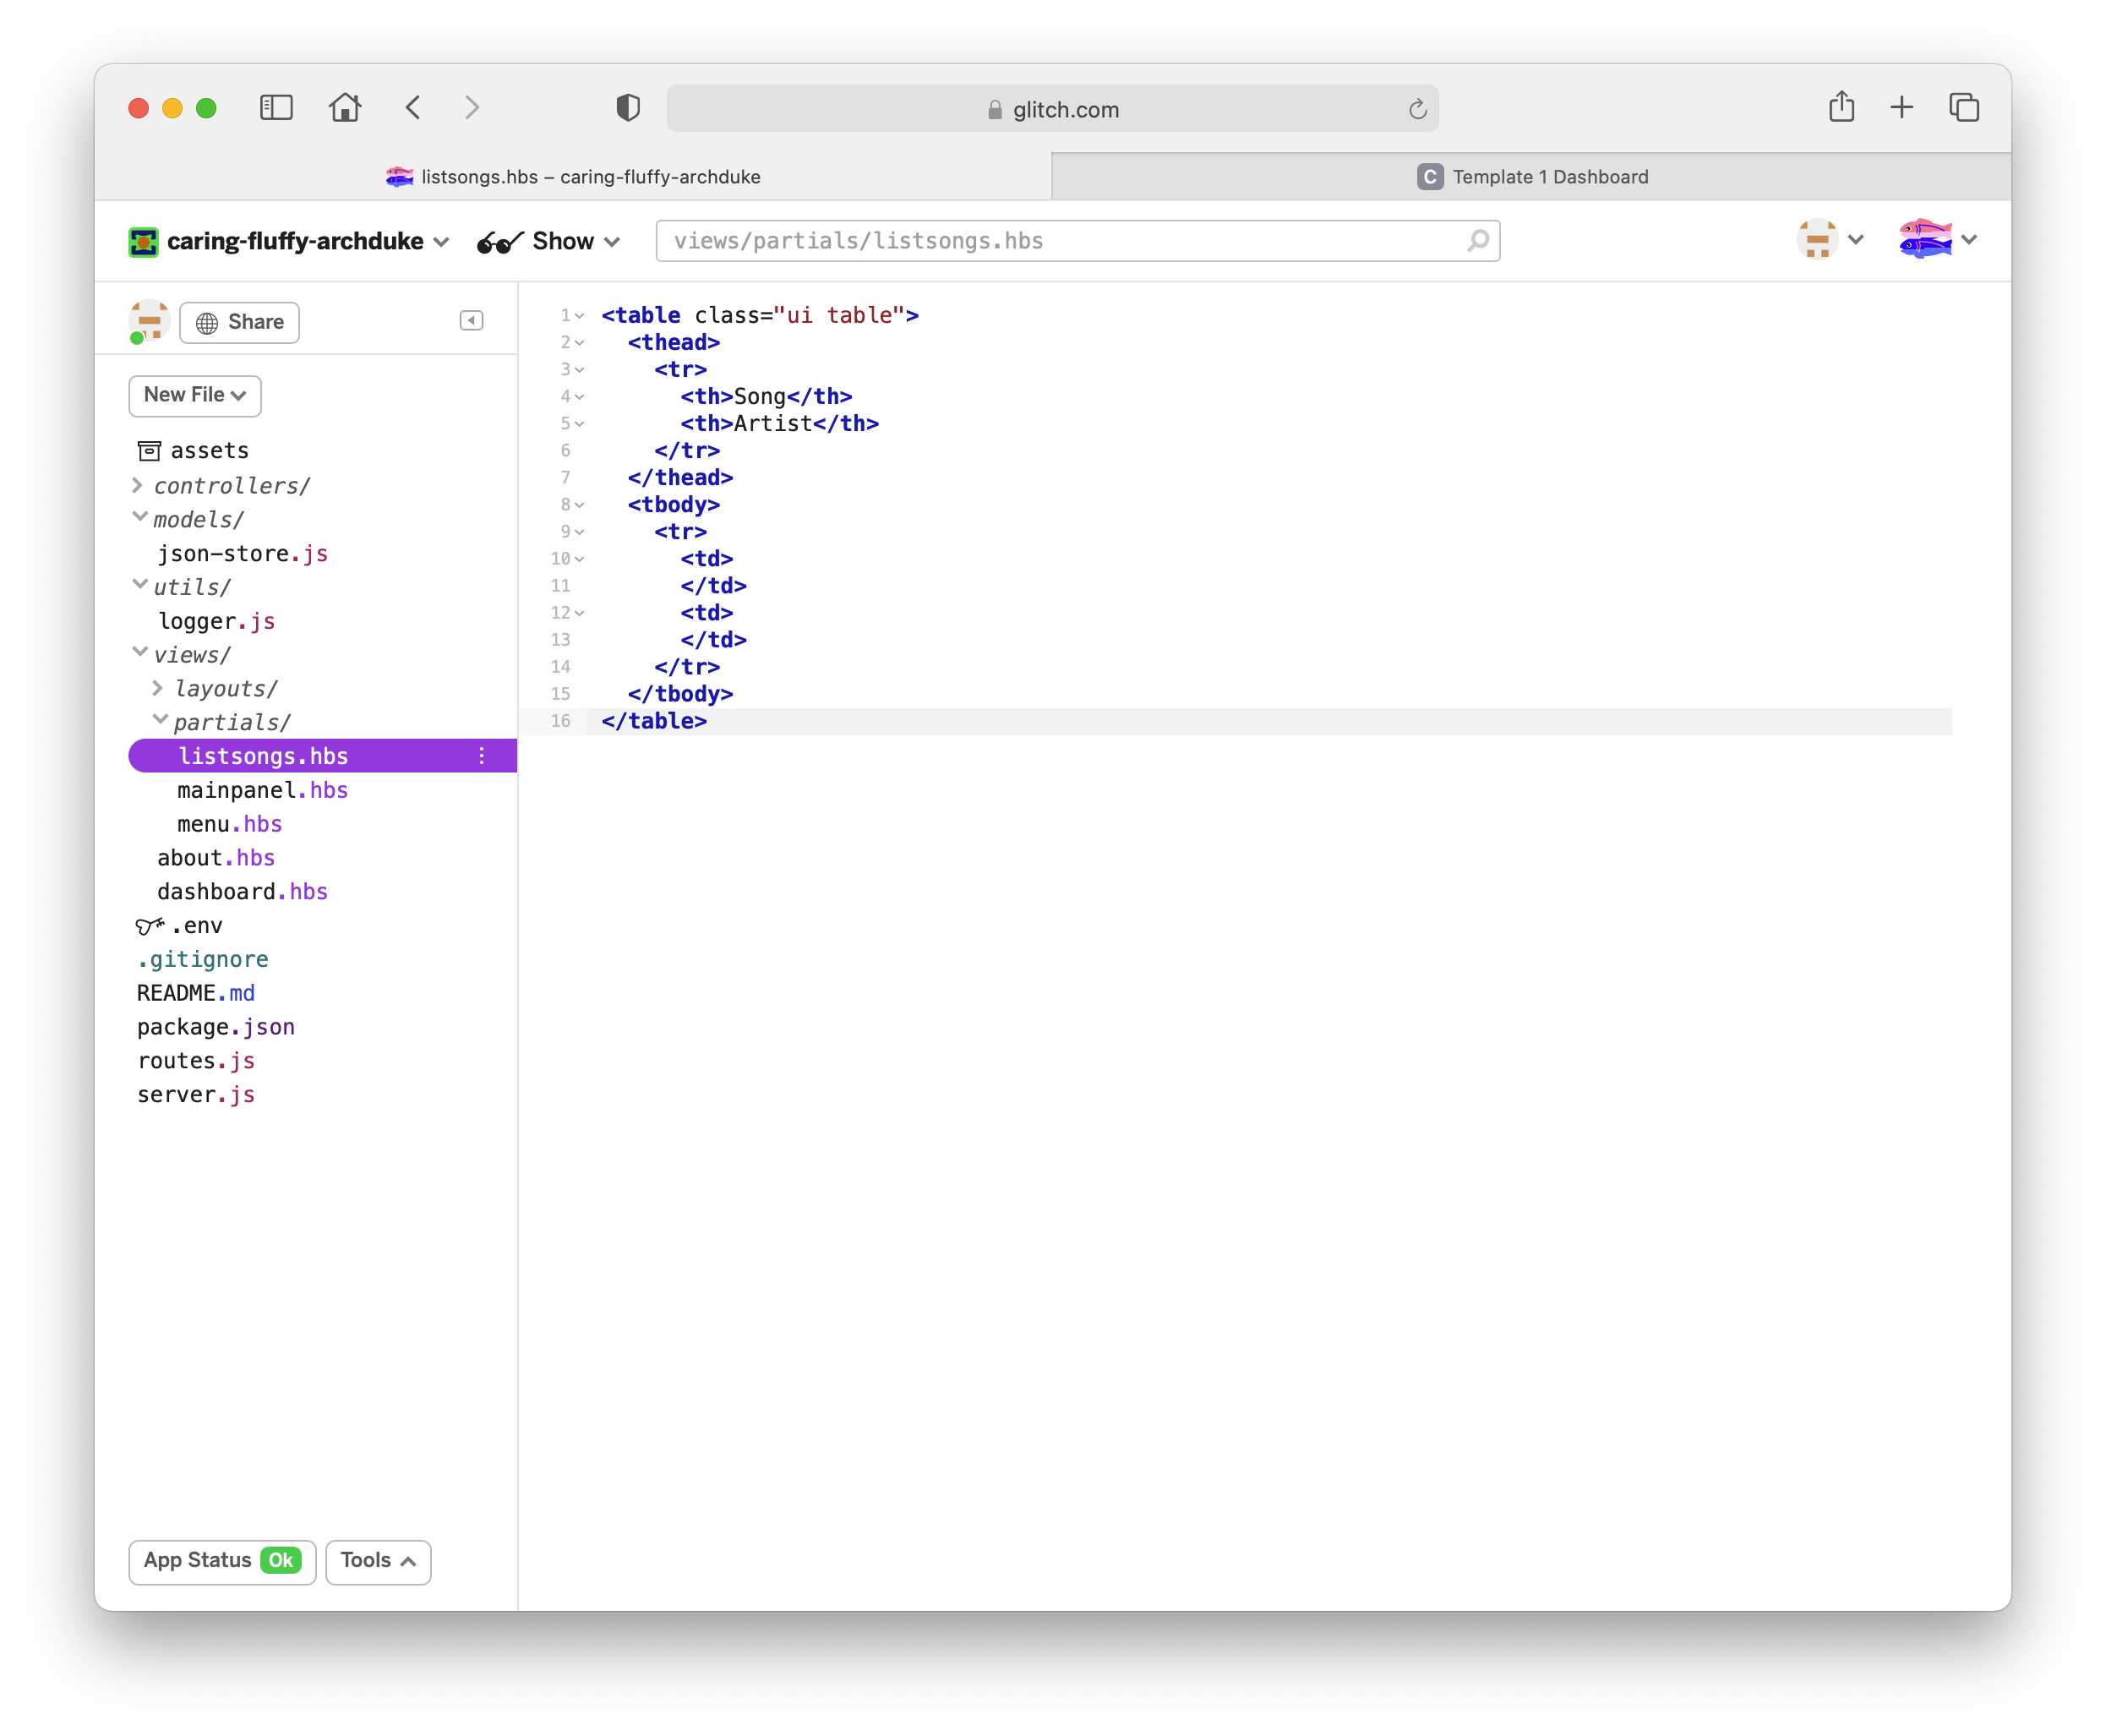 glitch.com
listsongs.hbs – caring-fluffy-archduke
C Template 1 Dashboard
caring-fluffy-archduke
Show
views/partials/listsongs.hbs
Share
New File
assets
controllers/
models/
json-store.js
utils/
logger.js
views/
layouts/
partials/
listsongs.hbs
mainpanel.hbs
menu.hbs
about.hbs
dashboard.hbs
.env
.gitignore
README.md
package.json
routes.js
server.js
App Status Ok
Tools
1 <table class="ui table">
2   <thead>
3     <tr>
4       <th>Song</th>
5       <th>Artist</th>
6     </tr>
7   </thead>
8   <tbody>
9     <tr>
10       <td>
11       </td>
12       <td>
13       </td>
14     </tr>
15   </tbody>
16 </table>